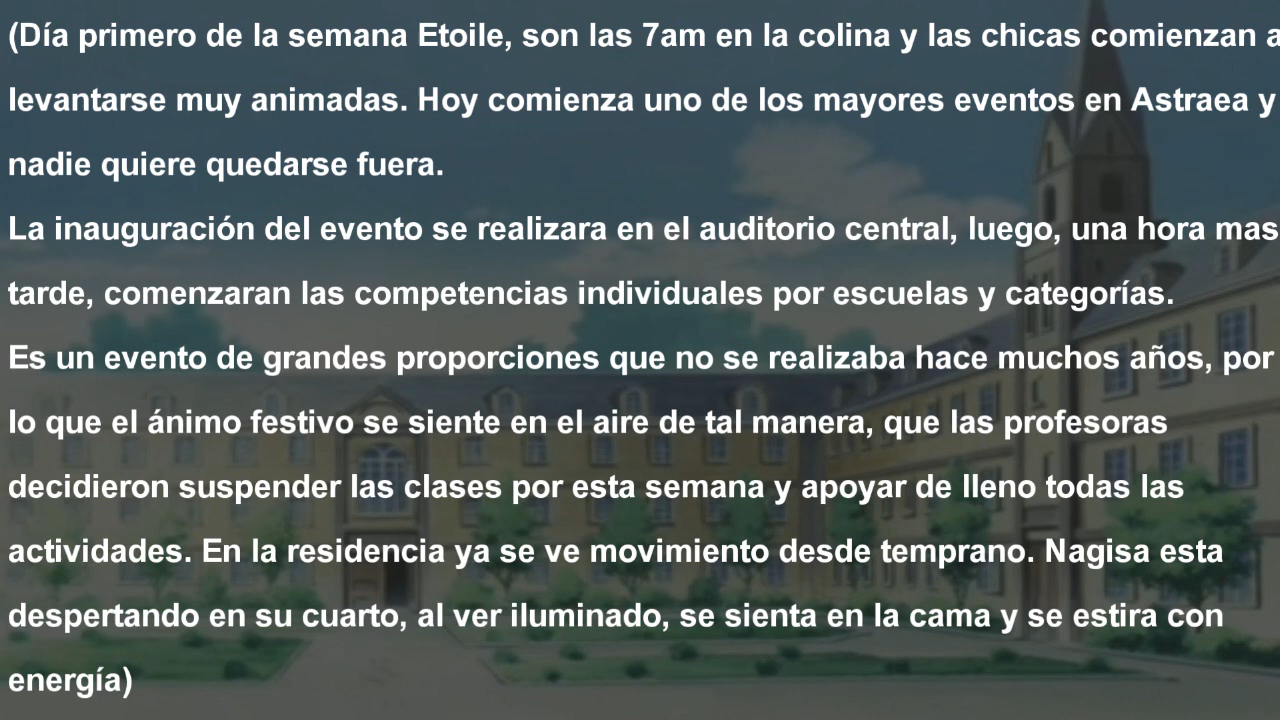 (Día primero de la semana Etoile, son las 7am en la colina y las chicas comienzan a
levantarse muy animadas. Hoy comienza uno de los mayores eventos en Astraea y
nadie quiere quedarse fuera.
La inauguración del evento se realizara en el auditorio central, luego, una hora mas
tarde, comenzaran las competencias individuales por escuelas y categorías.
Es un evento de grandes proporciones que no se realizaba hace muchos años, por
lo que el ánimo festivo se siente en el aire de tal manera, que las profesoras
decidieron suspender las clases por esta semana y apoyar de lleno todas las
actividades. En la residencia ya se ve movimiento desde temprano. Nagisa esta
despertando en su cuarto, al ver iluminado, se sienta en la cama y se estira con
energía)